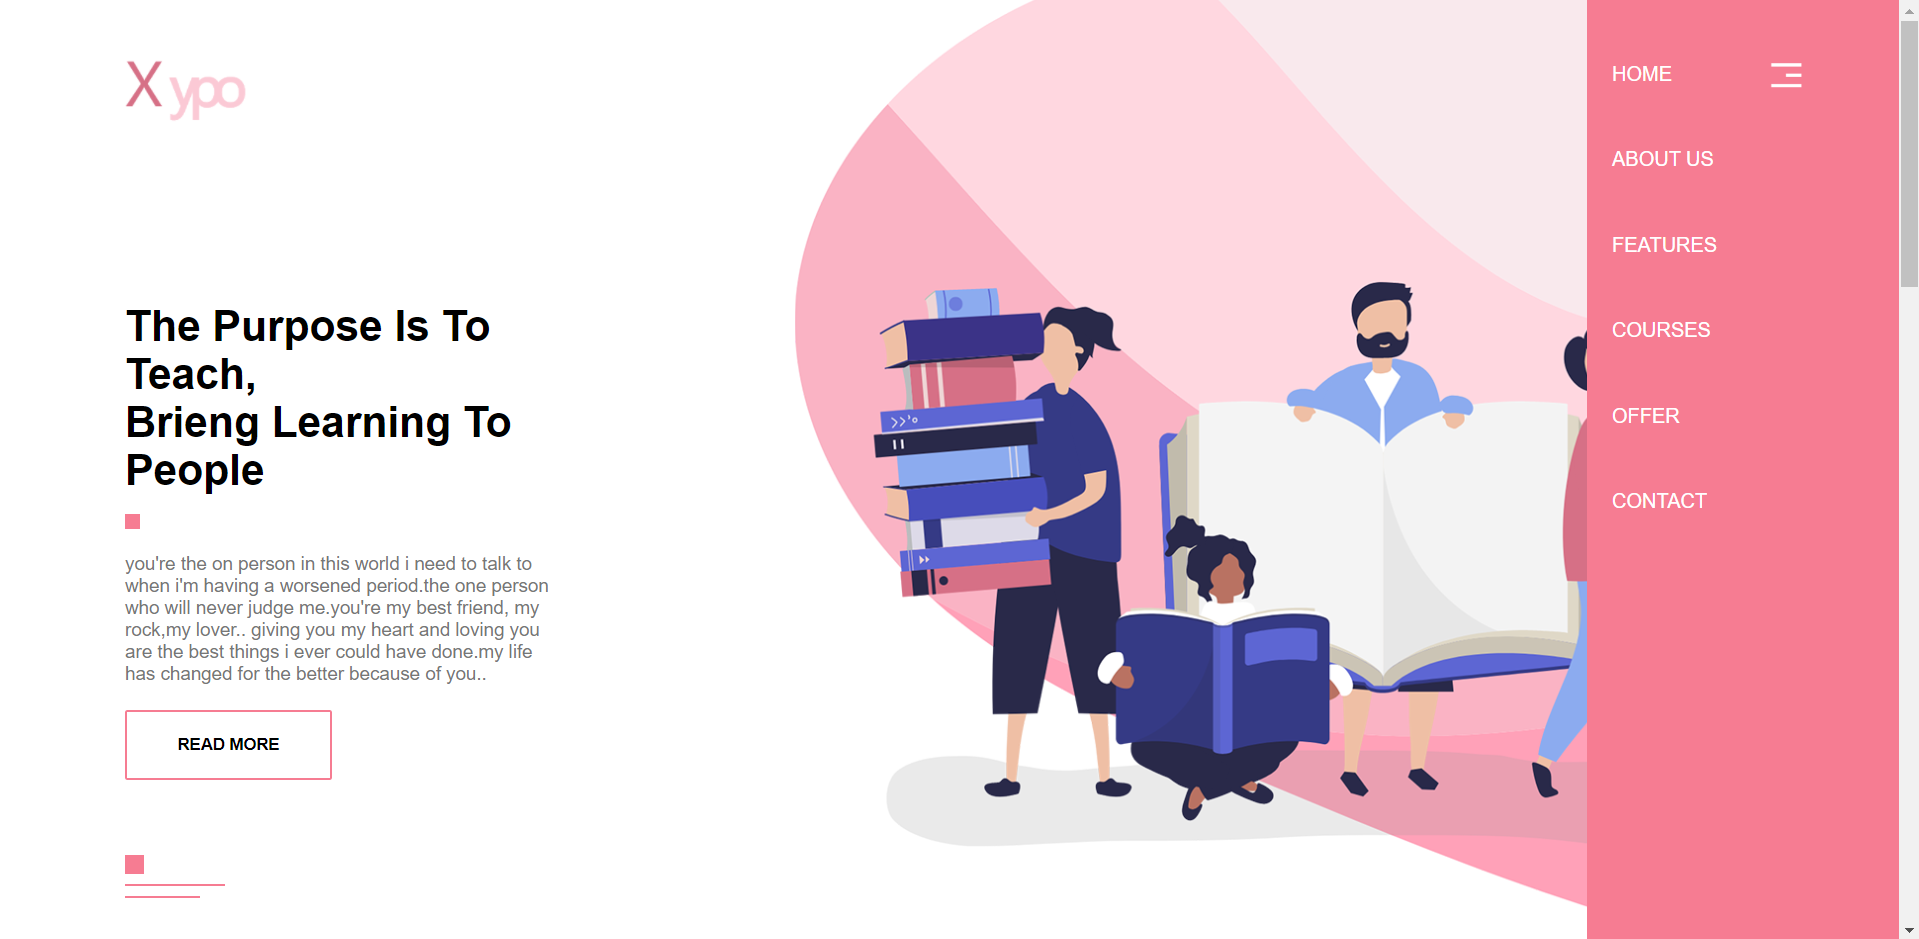 X ypo
HOME
ABOUT US
FEATURES
COURSES
OFFER
CONTACT
The Purpose Is To
Teach,
Brieng Learning To
People
you're the on person in this world i need to talk to
when i'm having a worsened period.the one person
who will never judge me.you're my best friend, my
rock,my lover.. giving you my heart and loving you
are the best things i ever could have done.my life
has changed for the better because of you..
READ MORE